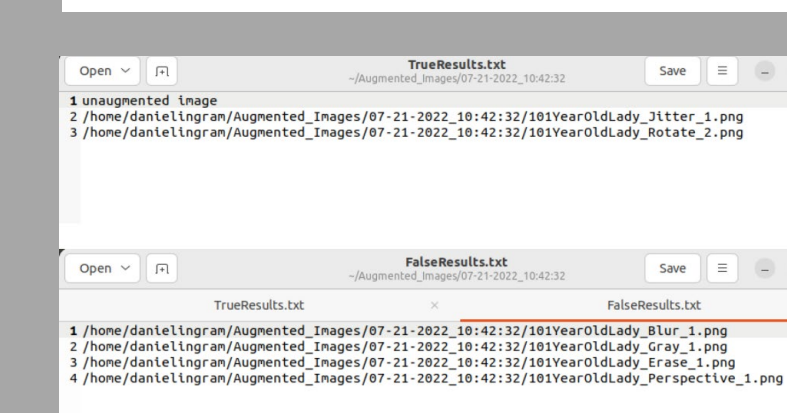 Open
TrueResults.txt
~/Augmented_Images/07-21-2022_10:42:32
Save
1 unaugmented image
2 /home/danielingram/Augmented_Images/07-21-2022_10:42:32/101YearOldLady_Jitter_1.png
3 /home/danielingram/Augmented_Images/07-21-2022_10:42:32/101YearOldLady_Rotate_2.png
Open
FalseResults.txt
~/Augmented_Images/07-21-2022_10:42:32
Save
TrueResults.txt
FalseResults.txt
1 /home/danielingram/Augmented_Images/07-21-2022_10:42:32/101YearOldLady_Blur_1.png
2 /home/danielingram/Augmented_Images/07-21-2022_10:42:32/101YearOldLady_Gray_1.png
3 /home/danielingram/Augmented_Images/07-21-2022_10:42:32/101YearOldLady_Erase_1.png
4 /home/danielingram/Augmented_Images/07-21-2022_10:42:32/101YearOldLady_Perspective_1.png